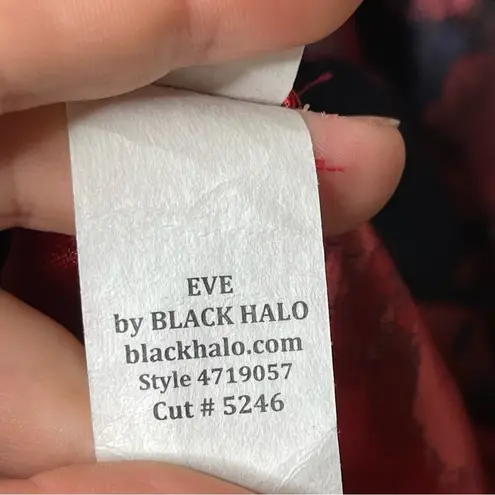 EVE
by BLACK HALO
blackhalo.com
Style 4719057
Cut # 5246